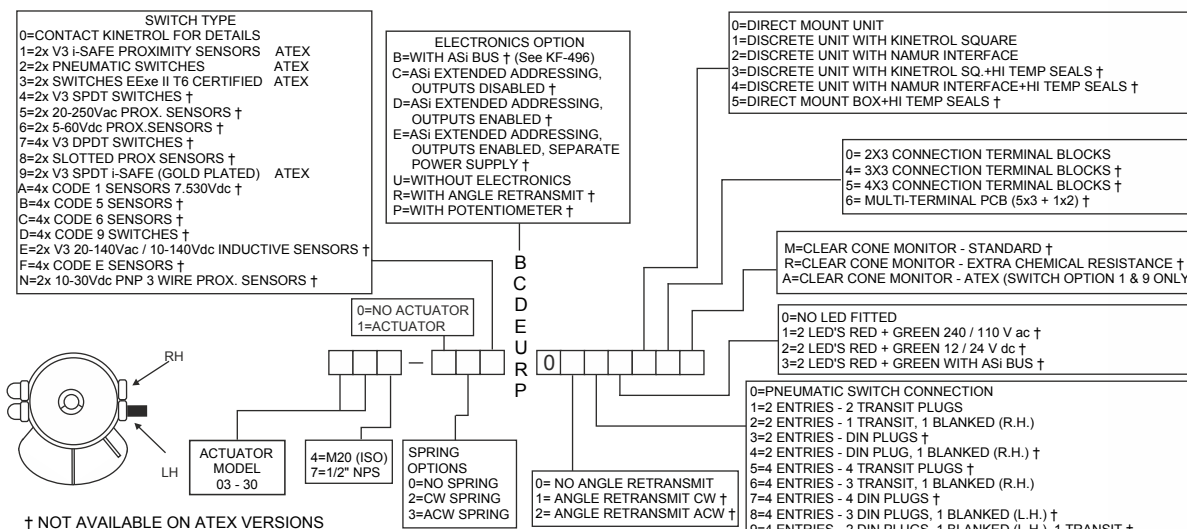 SWITCH TYPE
0=CONTACT KINETROL FOR DETAILS
1=2x V3 i-SAFE PROXIMITY SENSORS ATEX
2=2x PNEUMATIC SWITCHES ATEX
3=2x SWITCHES EExe II T6 CERTIFIED ATEX
4=2x V3 SPDT SWITCHES †
5=2x 20-250Vac PROX. SENSORS †
6=2x 5-60Vdc PROX.SENSORS †
7=4x V3 DPDT SWITCHES †
8=2x SLOTTED PROX SENSORS †
9=2x V3 SPDT i-SAFE (GOLD PLATED) ATEX
A=4x CODE 1 SENSORS 7.530Vdc †
B=4x CODE 5 SENSORS †
C=4x CODE 6 SENSORS †
D=4x CODE 9 SWITCHES †
E=2x V3 20-140Vac / 10-140Vdc INDUCTIVE SENSORS †
F=4x CODE E SENSORS †
N=2x 10-30Vdc PNP 3 WIRE PROX. SENSORS †
ELECTRONICS OPTION
B=WITH ASi BUS † (See KF-496)
C=ASi EXTENDED ADDRESSING,
OUTPUTS DISABLED †
D=ASi EXTENDED ADDRESSING,
OUTPUTS ENABLED †
E=ASi EXTENDED ADDRESSING,
OUTPUTS ENABLED, SEPARATE
POWER SUPPLY †
U=WITHOUT ELECTRONICS
R=WITH ANGLE RETRANSMIT †
P=WITH POTENTIOMETER †
0=DIRECT MOUNT UNIT
1=DISCRETE UNIT WITH KINETROL SQUARE
2=DISCRETE UNIT WITH NAMUR INTERFACE
3=DISCRETE UNIT WITH KINETROL SQ.+HI TEMP SEALS †
4=DISCRETE UNIT WITH NAMUR INTERFACE+HI TEMP SEALS †
5=DIRECT MOUNT BOX+HI TEMP SEALS †
0= 2X3 CONNECTION TERMINAL BLOCKS
4= 3X3 CONNECTION TERMINAL BLOCKS †
5= 4X3 CONNECTION TERMINAL BLOCKS †
6= MULTI-TERMINAL PCB (5x3 + 1x2) †
M=CLEAR CONE MONITOR - STANDARD †
R=CLEAR CONE MONITOR - EXTRA CHEMICAL RESISTANCE †
A=CLEAR CONE MONITOR - ATEX (SWITCH OPTION 1 & 9 ONLY
0=NO LED FITTED
1=2 LED'S RED + GREEN 240 / 110 V ac †
2=2 LED'S RED + GREEN 12 / 24 V dc †
3=2 LED'S RED + GREEN WITH ASi BUS †
0=PNEUMATIC SWITCH CONNECTION
1=2 ENTRIES - 2 TRANSIT PLUGS
2=2 ENTRIES - 1 TRANSIT, 1 BLANKED (R.H.)
3=2 ENTRIES - DIN PLUGS †
4=2 ENTRIES - DIN PLUG, 1 BLANKED (R.H.) †
5=4 ENTRIES - 4 TRANSIT PLUGS †
6=4 ENTRIES - 3 TRANSIT, 1 BLANKED (R.H.)
7=4 ENTRIES - 4 DIN PLUGS †
8=4 ENTRIES - 3 DIN PLUGS, 1 BLANKED (L.H.) †
9=4 ENTRIES - 2 DIN PLUGS, 1 BLANKED (L.H.), 1 TRANSIT †
B
C
D
E
U
R
P
0
0=NO ACTUATOR
1=ACTUATOR
RH
LH
ACTUATOR
MODEL
03 - 30
4=M20 (ISO)
7=1/2" NPS
SPRING
OPTIONS
0=NO SPRING
2=CW SPRING
3=ACW SPRING
0= NO ANGLE RETRANSMIT
1= ANGLE RETRANSMIT CW †
2= ANGLE RETRANSMIT ACW †
† NOT AVAILABLE ON ATEX VERSIONS